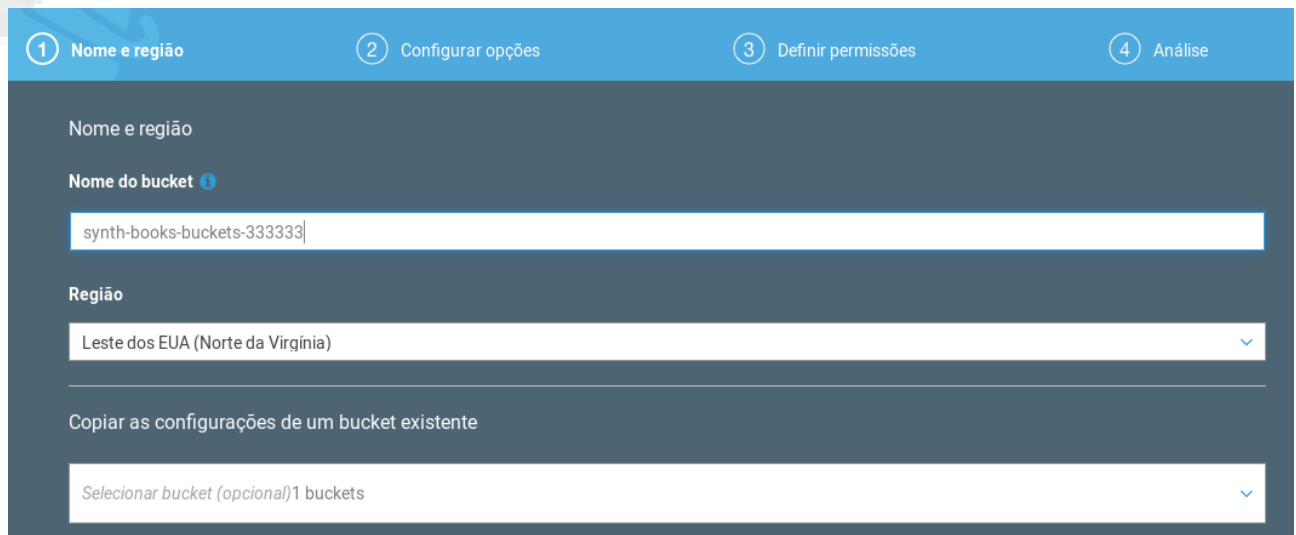 1 Nome e região 2 Configurar opções 3 Definir permissões 4 Análise
Nome e região
Nome do bucket
synth-books-buckets-333333
Região
Leste dos EUA (Norte da Virgínia)
Copiar as configurações de um bucket existente
Selecionar bucket (opcional)1 buckets